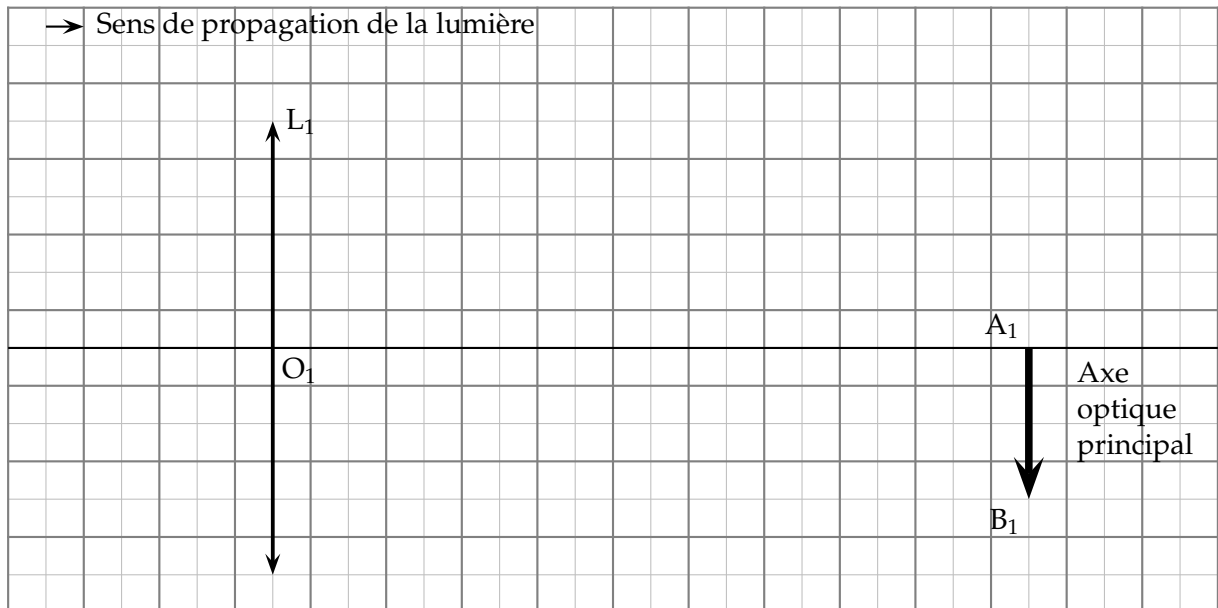 Sens de propagation de la lumière
L₁
A₁
O₁
Axe
optique
principal
B₁